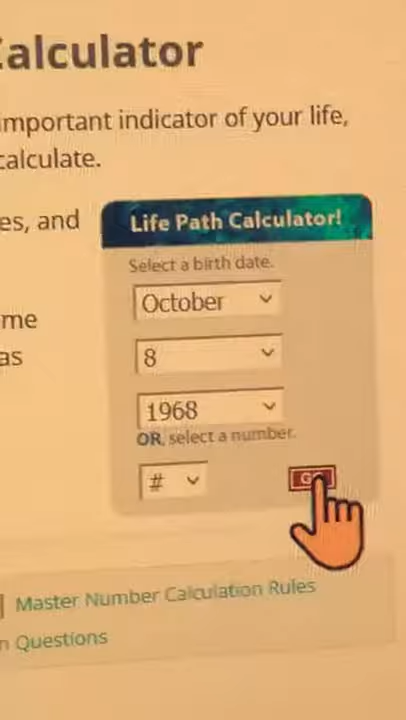 Calculator
important indicator of your life,
calculate.
es, and
Life Path Calculator!
Select a birth date.
October
me
as
8
1968
OR, select a number.
#
Master Number Calculation Rules
n Questions